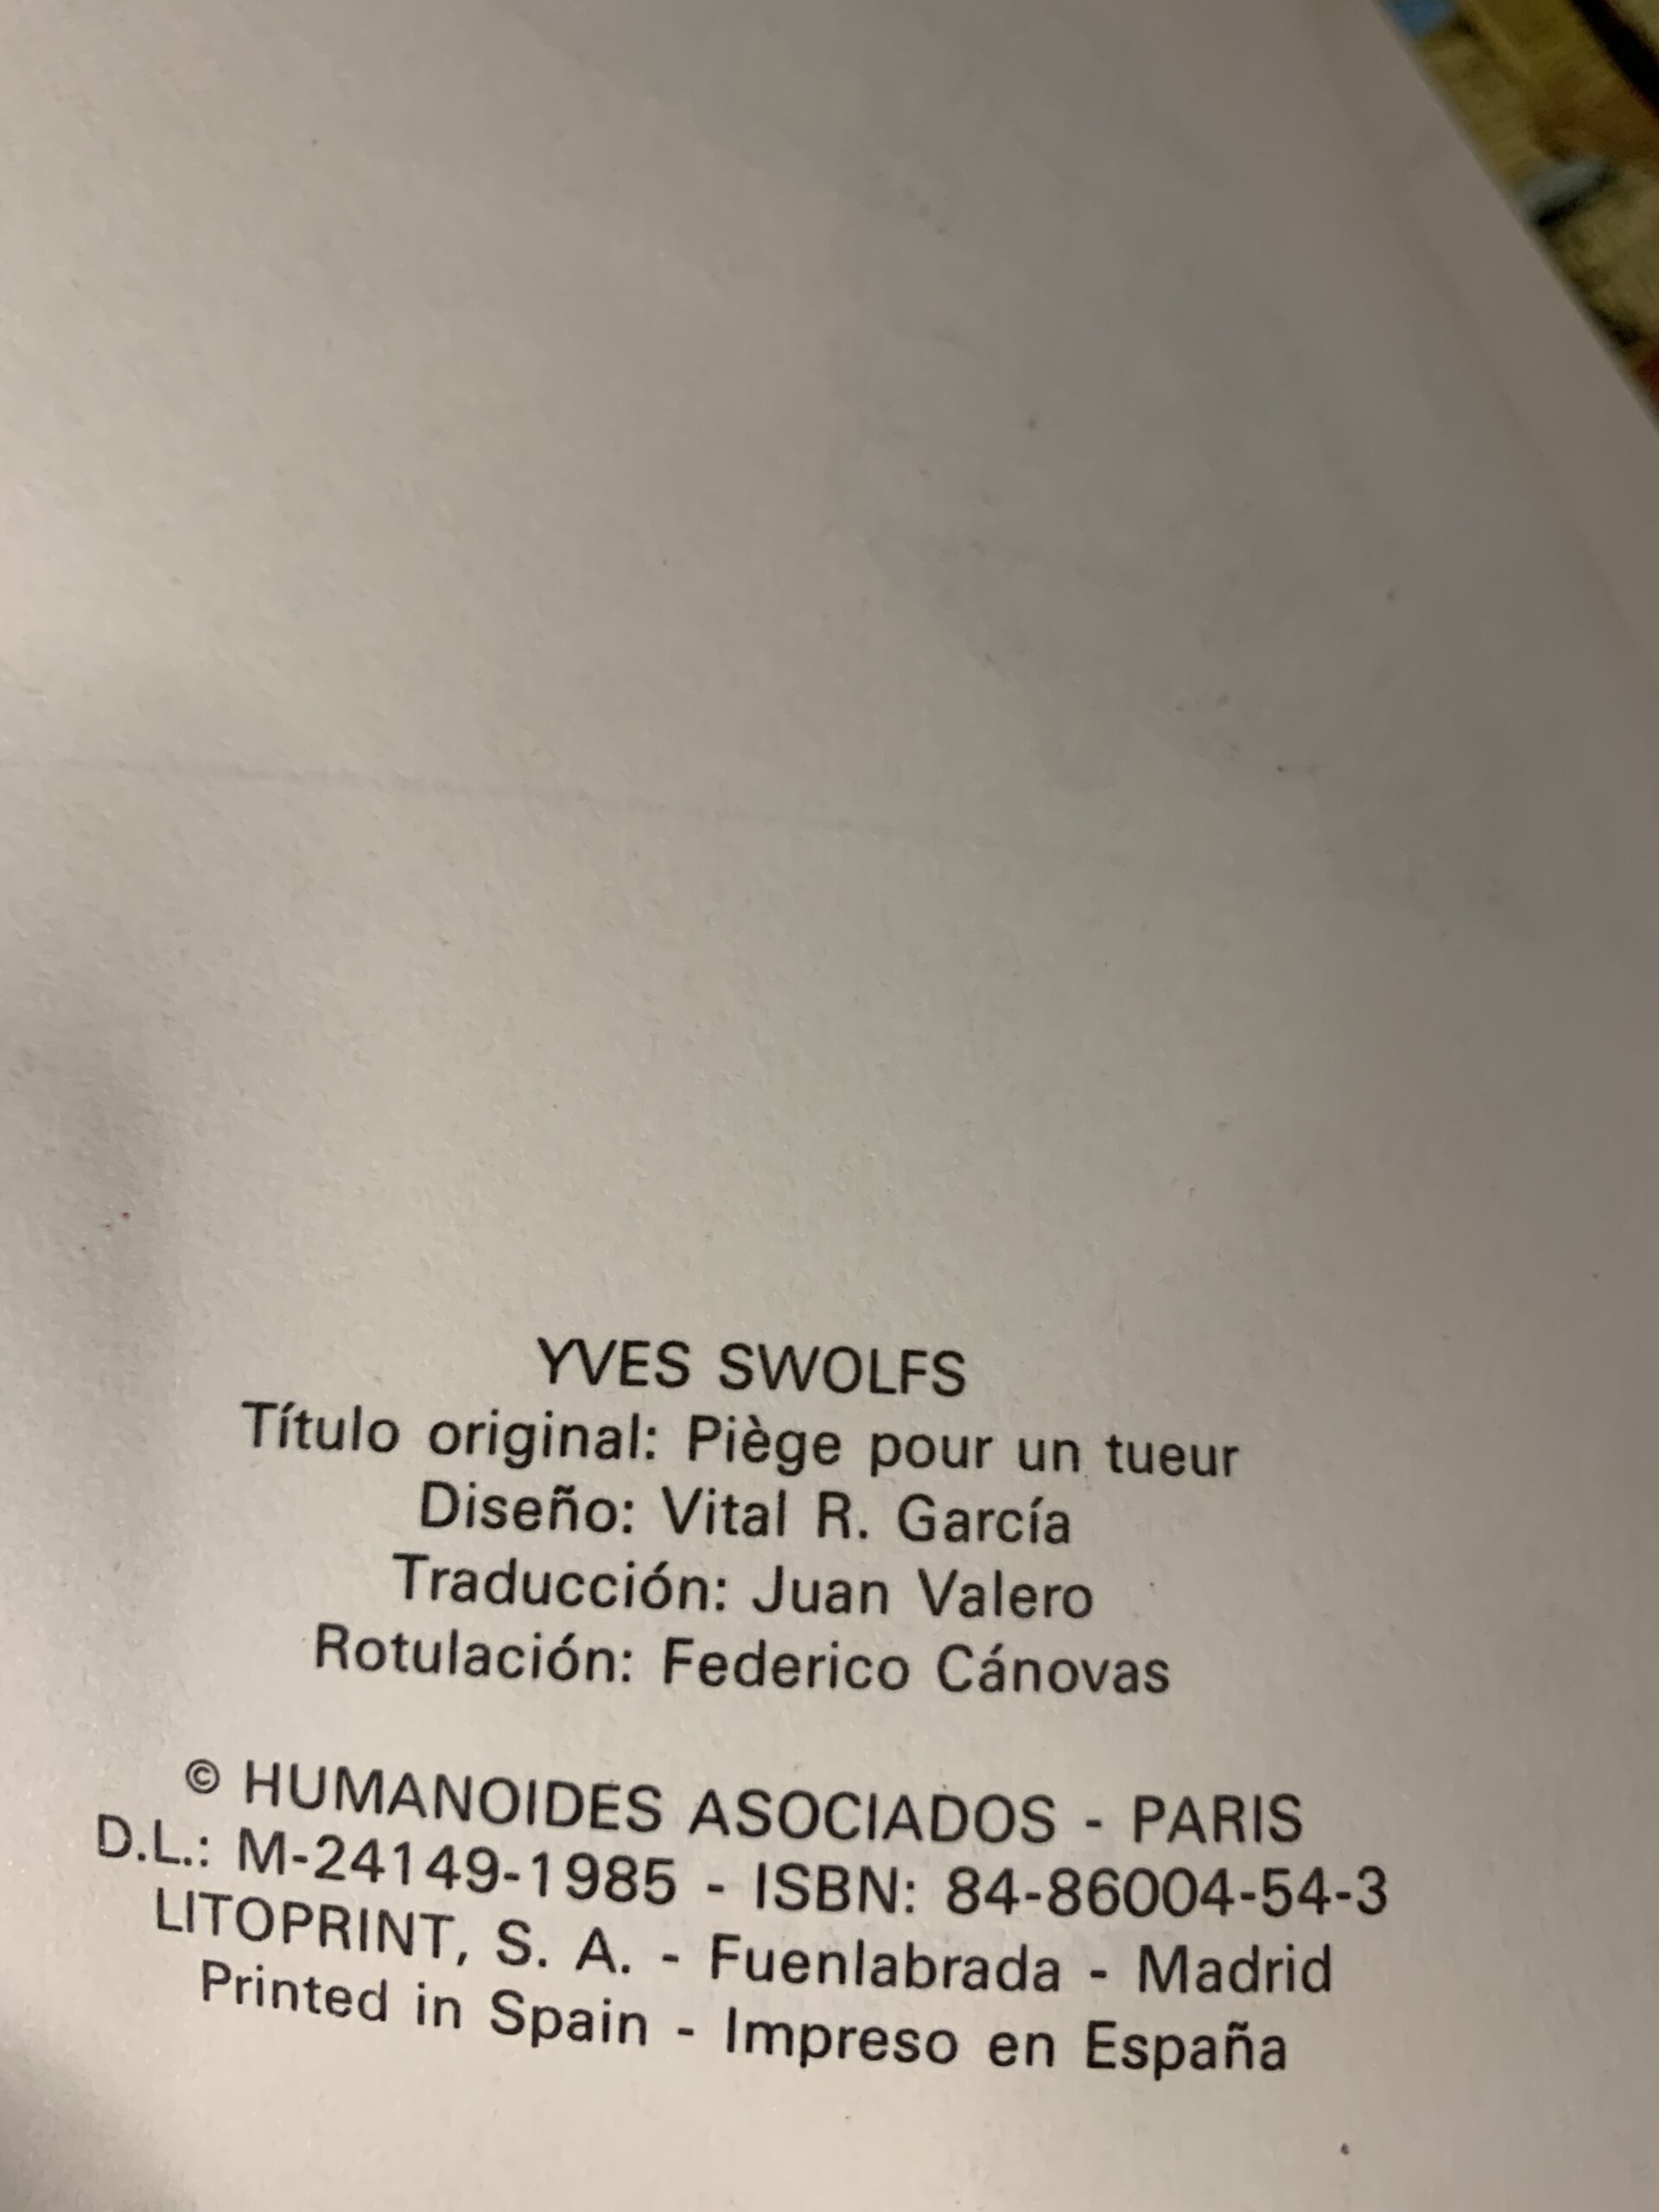 YVES SWOLFS
Título original: Piège pour un tueur
Diseño: Vital R. García
Traducción: Juan Valero
Rotulación: Federico Cánovas
© HUMANOIDES ASOCIADOS - PARIS
D.L.: M-24149-1985 - ISBN: 84-86004-54-3
LITOPRINT, S. A. - Fuenlabrada - Madrid
Printed in Spain - Impreso en España